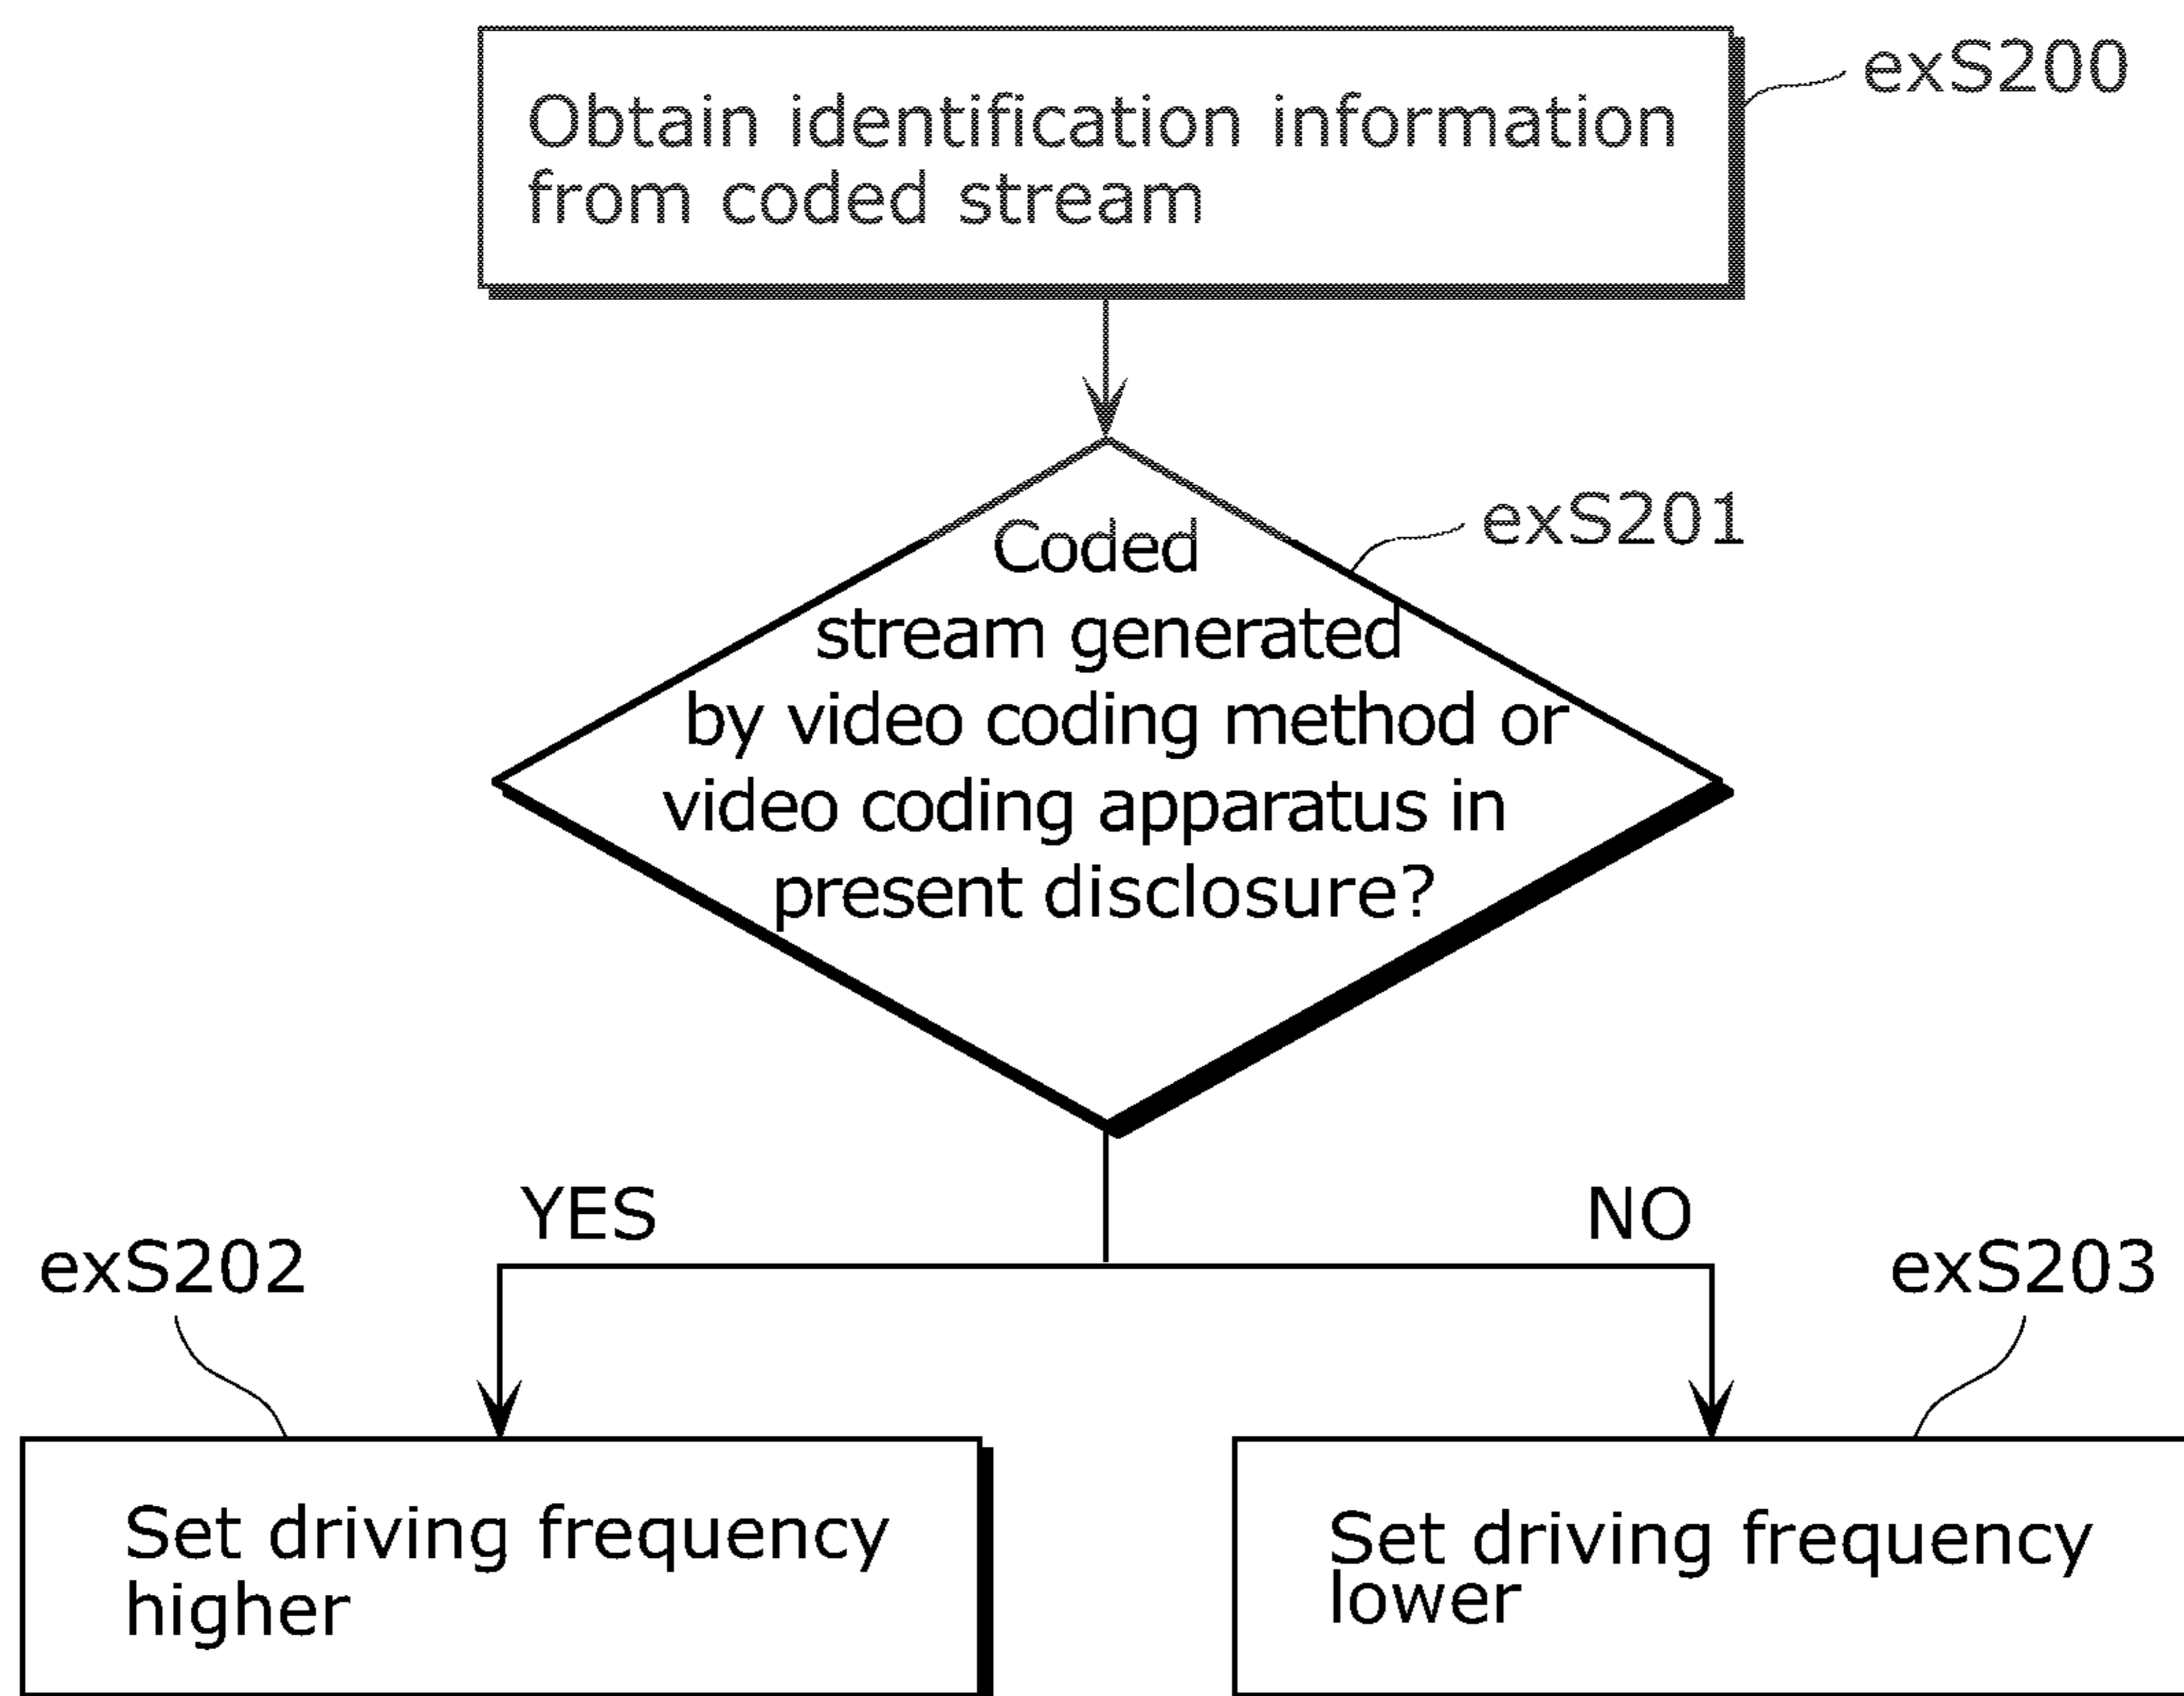 exS200
Obtain identification information
from coded stream
exS201
Coded
stream generated
by video coding method or
video coding apparatus in
present disclosure?
YES
NO
exS202
exS203
Set driving frequency
higher
Set driving frequency
lower